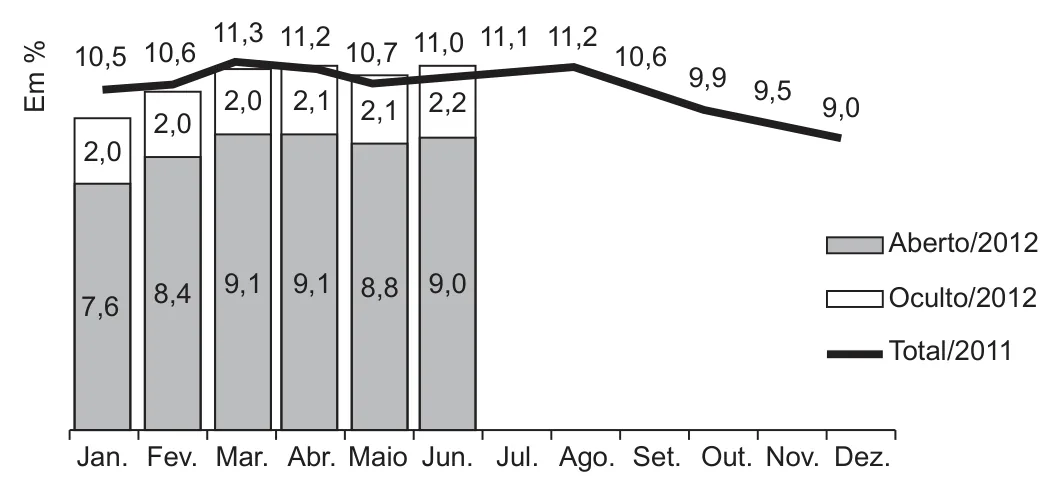 Em %
10,5 10,6 11,3 11,2 10,7 11,0 11,1 11,2 10,6 9,9 9,5 9,0
2,0 2,0 2,0 2,1 2,1 2,2
7,6 8,4 9,1 9,1 8,8 9,0
Aberto/2012
Oculto/2012
Total/2011
Jan. Fev. Mar. Abr. Maio Jun. Jul. Ago. Set. Out. Nov. Dez.